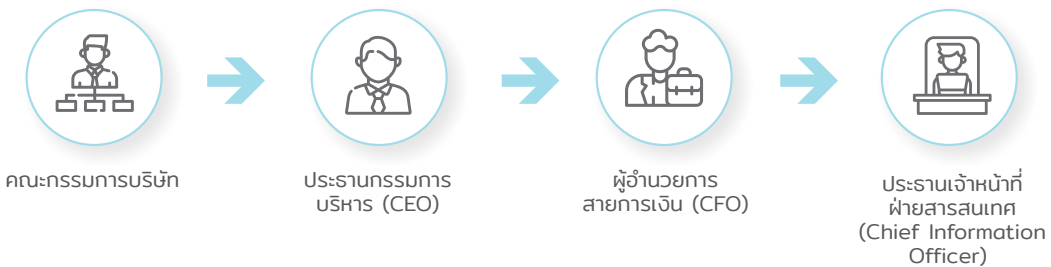 คณะกรรมการบริษัท
ประธานกรรมการ
บริหาร (CEO)
ผู้อำนวยการ
สายการเงิน (CFO)
ประธานเจ้าหน้าที่
ฝ่ายสารสนเทศ
(Chief Information
Officer)